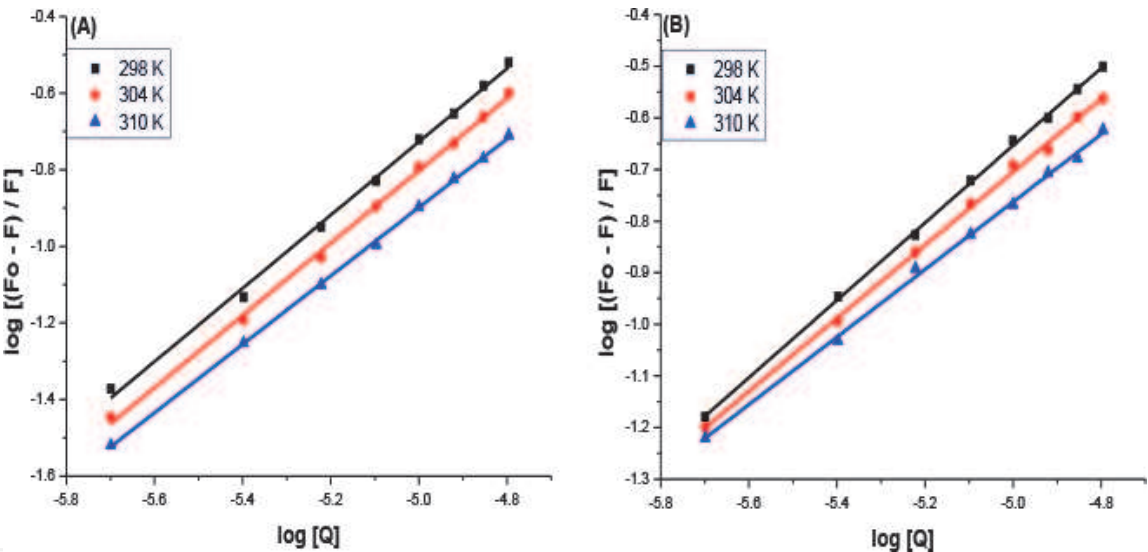 (A)
298 K
304 K
310 K
-0.4
-0.6
-0.8
-1.0
-1.2
-1.4
-1.6
log [(Fo - F) / F]
-5.8
-5.6
-5.4
-5.2
-5.0
-4.8
log [Q]
(B)
298 K
304 K
310 K
-0.4
-0.5
-0.6
-0.7
-0.8
-0.9
-1.0
-1.1
-1.2
-1.3
log [(Fo - F) / F]
-5.8
-5.6
-5.4
-5.2
-5.0
-4.8
log [Q]